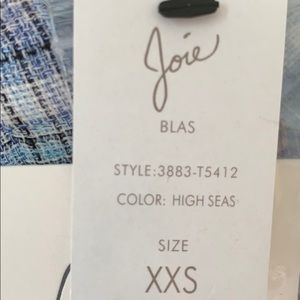 Joie
BLAS
STYLE:3883-T5412
COLOR: HIGH SEAS
SIZE
XXS